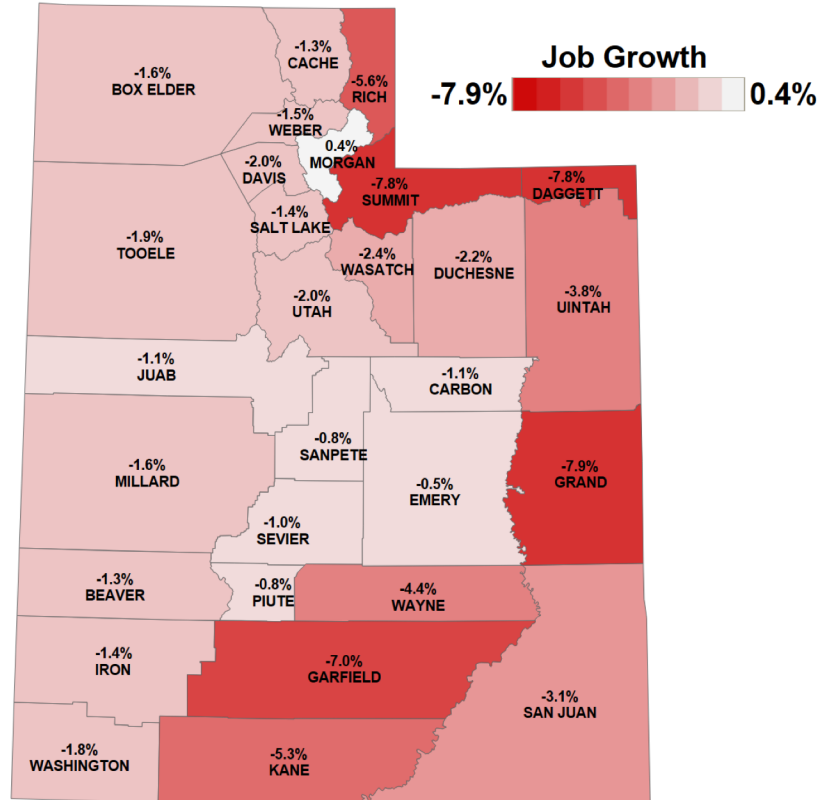 Job Growth
-7.9% 0.4%
-1.6%
BOX ELDER
-1.3%
CACHE
-5.6%
RICH
-1.5%
WEBER
0.4%
MORGAN
-2.0%
DAVIS
-7.8%
SUMMIT
-7.8%
DAGGETT
-1.4%
SALT LAKE
-1.9%
TOOELE
-2.4%
WASATCH
-2.2%
DUCHESNE
-3.8%
UINTAH
-2.0%
UTAH
-1.1%
JUAB
-1.1%
CARBON
-0.8%
SANPETE
-1.6%
MILLARD
-0.5%
EMERY
-7.9%
GRAND
-1.0%
SEVIER
-1.3%
BEAVER
-0.8%
PIUTE
-4.4%
WAYNE
-1.4%
IRON
-7.0%
GARFIELD
-3.1%
SAN JUAN
-1.8%
WASHINGTON
-5.3%
KANE